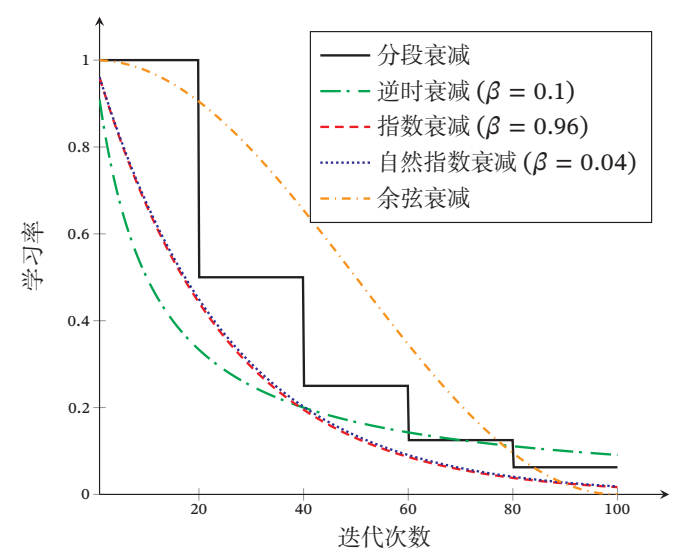 分段衰减
逆时衰减 (β = 0.1)
指数衰减 (β = 0.96)
自然指数衰减 (β = 0.04)
余弦衰减
学习率
1
0.8
0.6
0.4
0.2
0
20
40
60
80
100
迭代次数